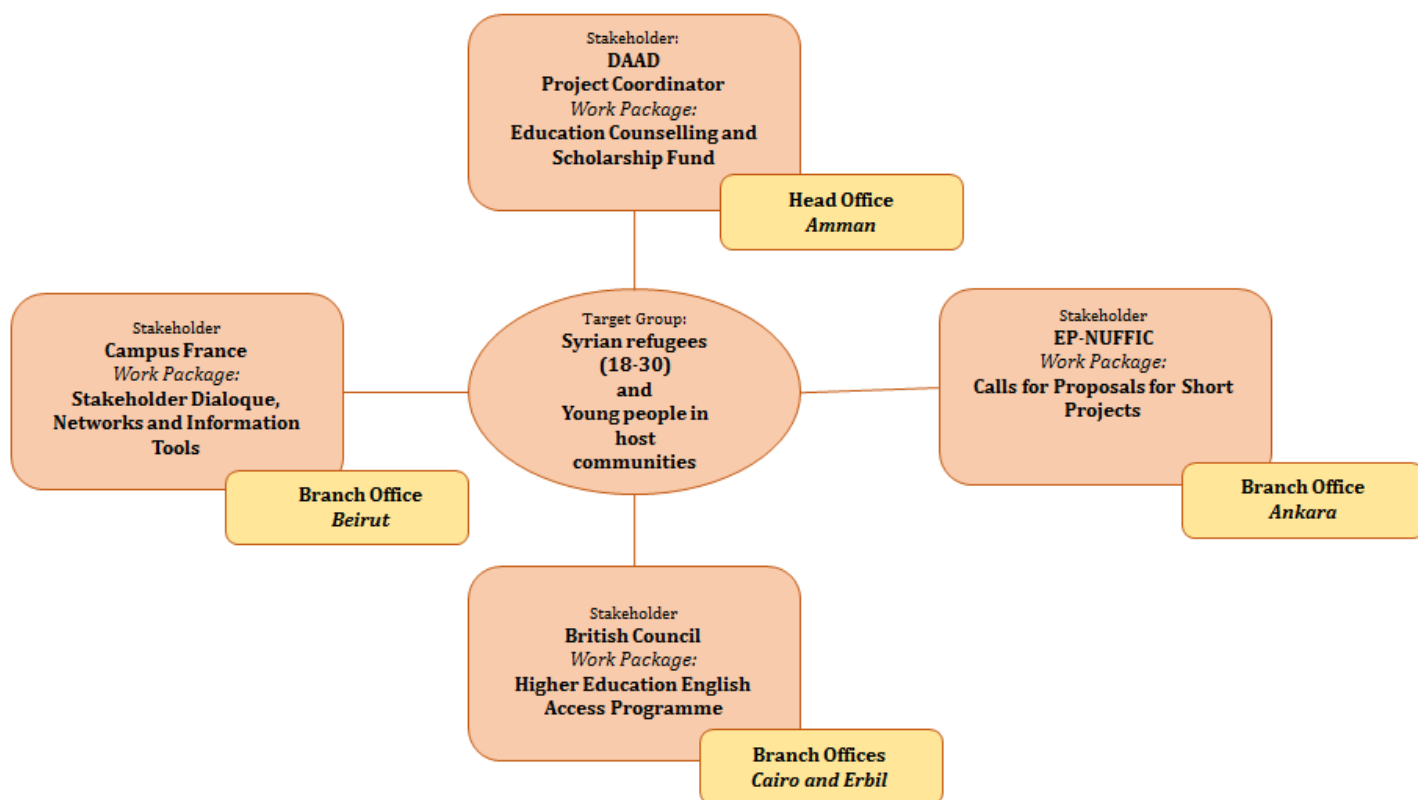 Stakeholder:
DAAD
Project Coordinator
Work Package:
Education Counselling and
Scholarship Fund
Head Office
Amman
Stakeholder
Campus France
Work Package:
Stakeholder Dialoque,
Networks and Information
Tools
Branch Office
Beirut
Target Group:
Syrian refugees
(18-30)
and
Young people in
host
communities
Stakeholder
EP-NUFFIC
Work Package:
Calls for Proposals for Short
Projects
Branch Office
Ankara
Stakeholder
British Council
Work Package:
Higher Education English
Access Programme
Branch Offices
Cairo and Erbil